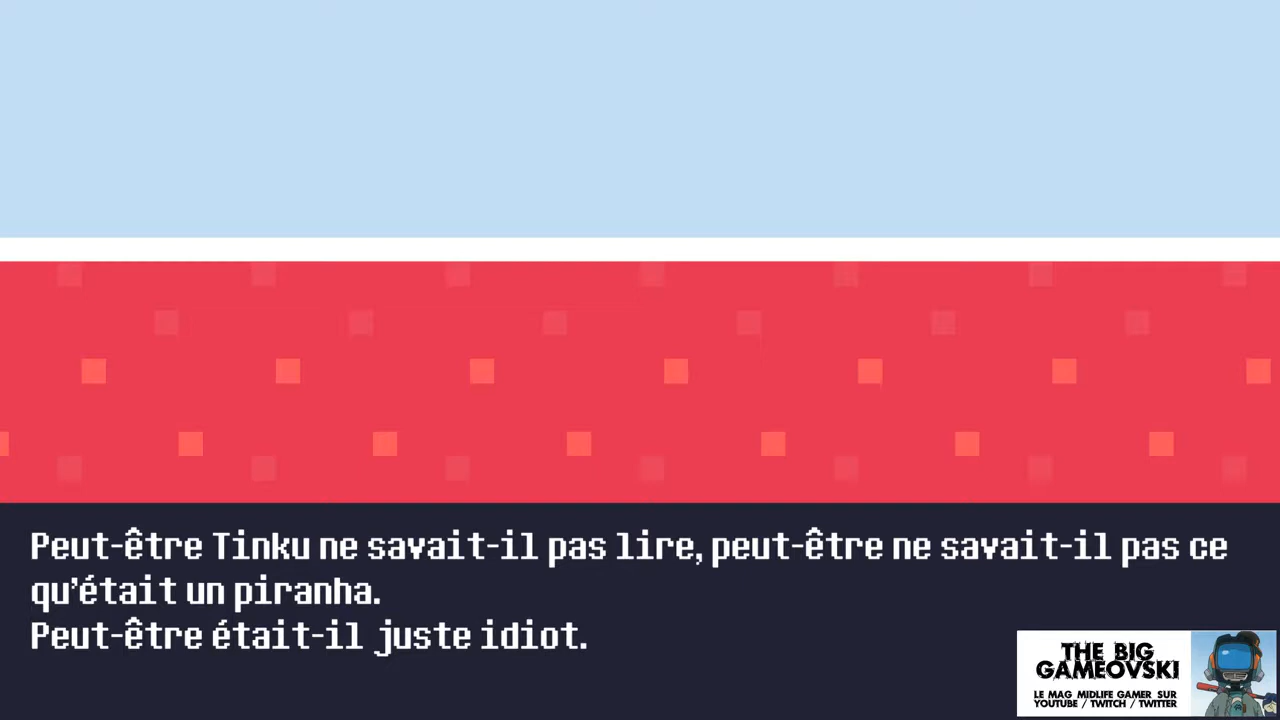 Peut-être Tinku ne savait-il pas lire, peut-être ne savait-il pas ce
qu'était un piranha.
Peut-être était-il juste idiot.
THE BIG
GAMEOVSKI
LE MAG MIDLIFE GAMER SUR
YOUTUBE / TWITCH / TWITTER